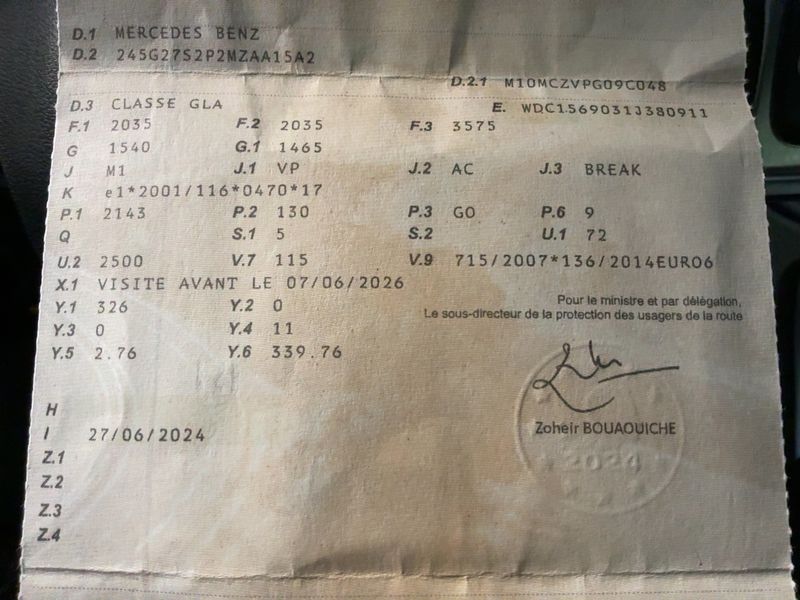 D.1 MERCEDES BENZ
D.2 245G27S2P2MZAA15A2
D.2.1 M10MCZVPG09C048
D.3 CLASSE GLA E. WDC1569031J380911
F.1 2035 F.2 2035 F.3 3575
G 1540 G.1 1465
J M1 J.1 VP J.2 AC J.3 BREAK
K e1*2001/116*0470*17
P.1 2143 P.2 130 P.3 GO P.6 9
Q S.1 5 S.2 U.1 72
U.2 2500 V.7 115 V.9 715/2007*136/2014EURO6
X.1 VISITE AVANT LE 07/06/2026
Y.1 326 Y.2 0
Y.3 0 Y.4 11
Y.5 2.76 Y.6 339.76
Pour le ministre et par délégation,
Le sous-directeur de la protection des usagers de la route
Zoheir BOUAOUICHE
2024
H
I 27/06/2024
Z.1
Z.2
Z.3
Z.4